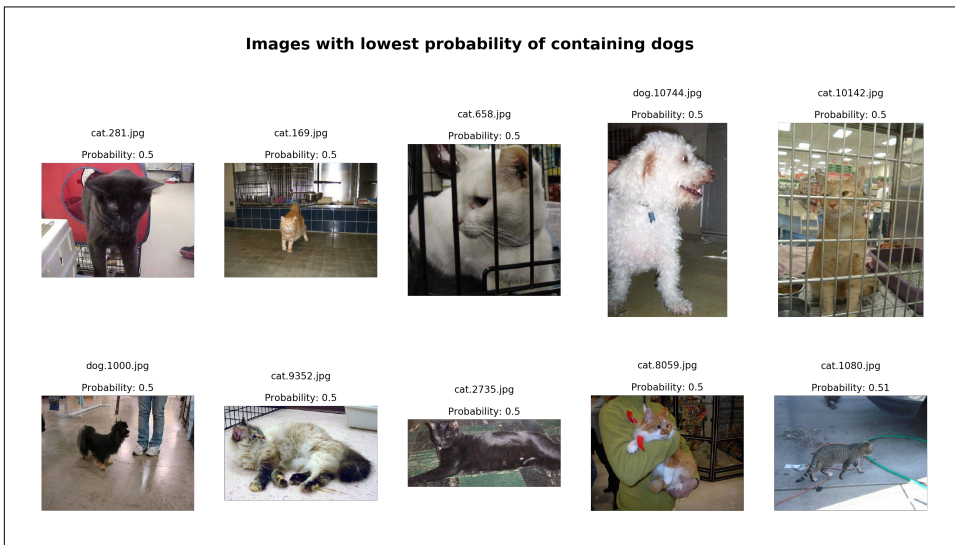 Images with lowest probability of containing dogs
cat.281.jpg
Probability: 0.5
cat.169.jpg
Probability: 0.5
cat.658.jpg
Probability: 0.5
dog.10744.jpg
Probability: 0.5
cat.10142.jpg
Probability: 0.5
dog.1000.jpg
Probability: 0.5
cat.9352.jpg
Probability: 0.5
cat.2735.jpg
Probability: 0.5
cat.8059.jpg
Probability: 0.5
cat.1080.jpg
Probability: 0.51